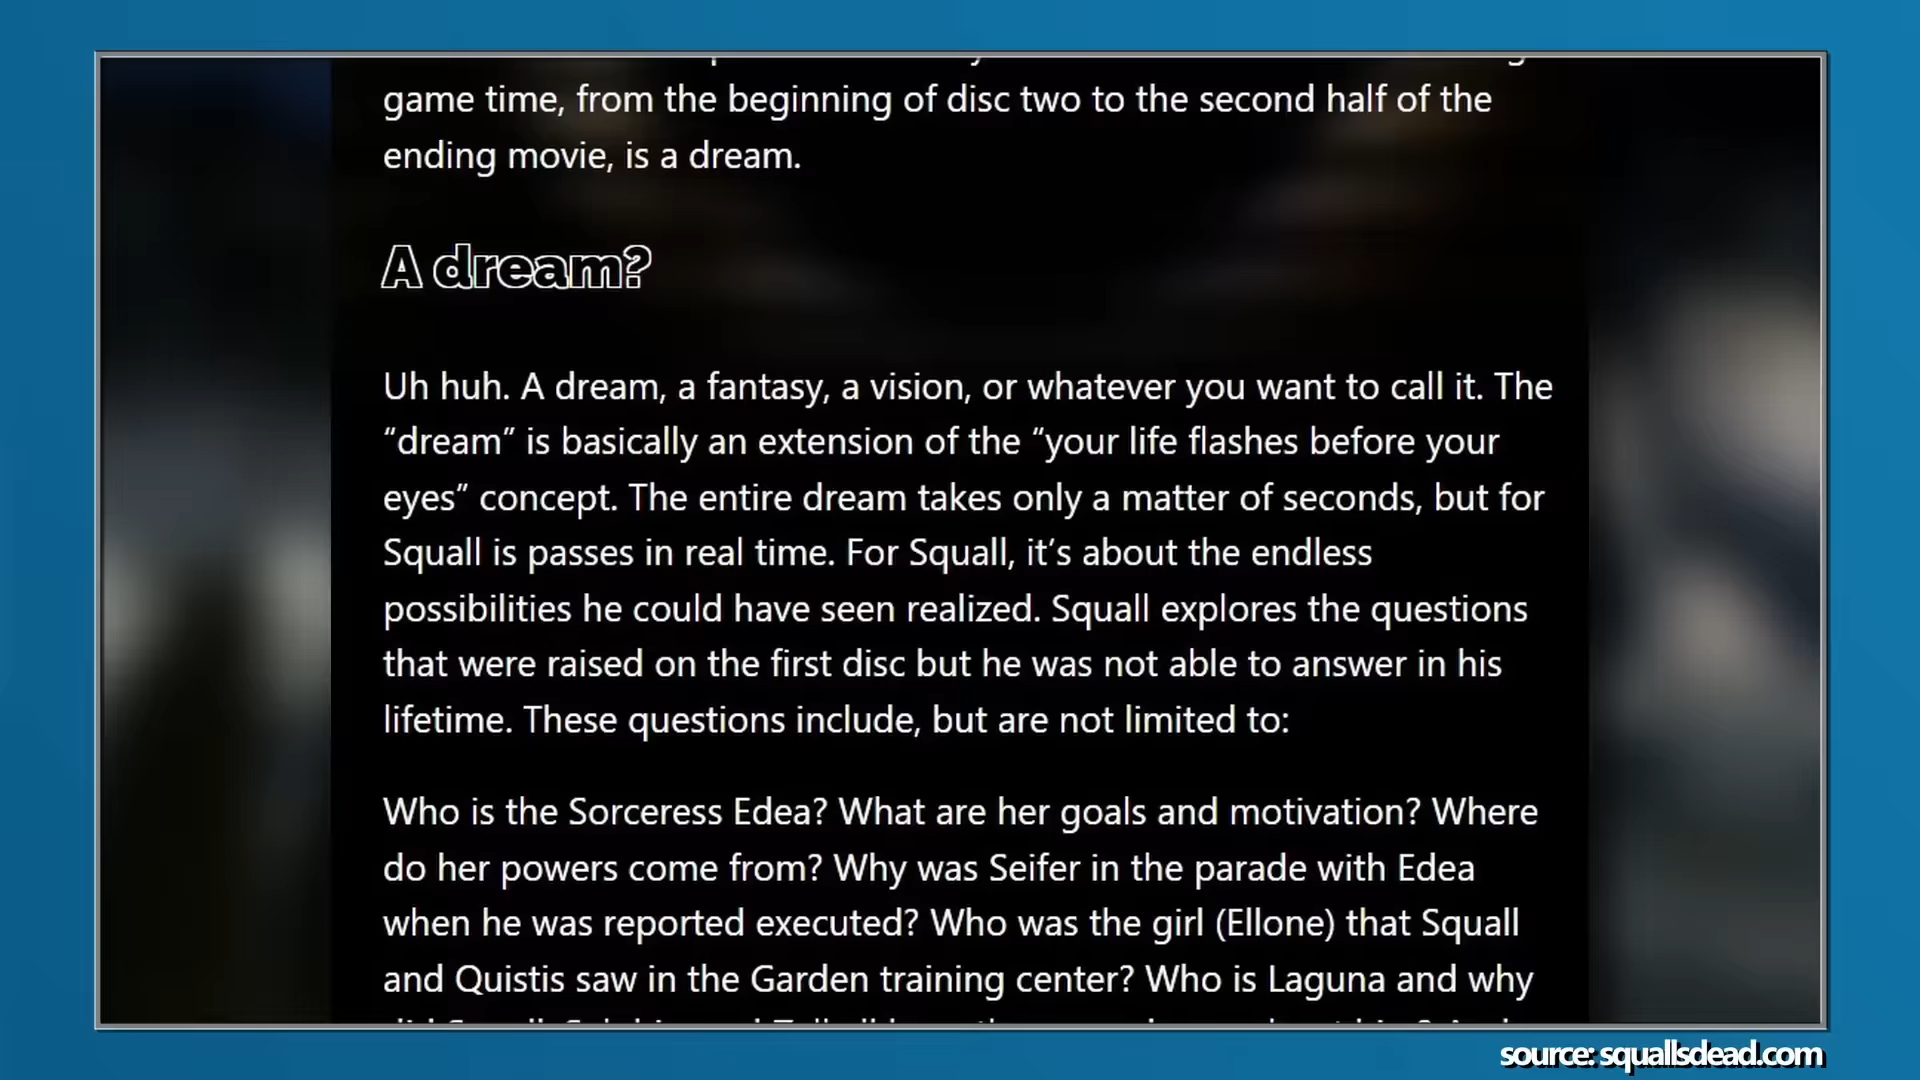 game time, from the beginning of disc two to the second half of the
ending movie, is a dream.
A dream?
Uh huh. A dream, a fantasy, a vision, or whatever you want to call it. The
“dream” is basically an extension of the “your life flashes before your
eyes” concept. The entire dream takes only a matter of seconds, but for
Squall is passes in real time. For Squall, it’s about the endless
possibilities he could have seen realized. Squall explores the questions
that were raised on the first disc but he was not able to answer in his
lifetime. These questions include, but are not limited to:
Who is the Sorceress Edea? What are her goals and motivation? Where
do her powers come from? Why was Seifer in the parade with Edea
when he was reported executed? Who was the girl (Ellone) that Squall
and Quistis saw in the Garden training center? Who is Laguna and why
source: squallsdead.com